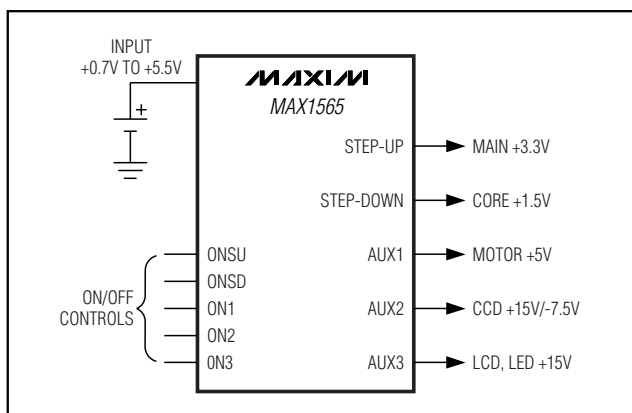 INPUT
+0.7V TO +5.5V
+
MAXIM
MAX1565
STEP-UP
MAIN +3.3V
STEP-DOWN
CORE +1.5V
ONSU
AUX1
MOTOR +5V
ONSD
ON/OFF
CONTROLS
ON1
AUX2
CCD +15V/-7.5V
ON2
0N3
AUX3
LCD, LED +15V